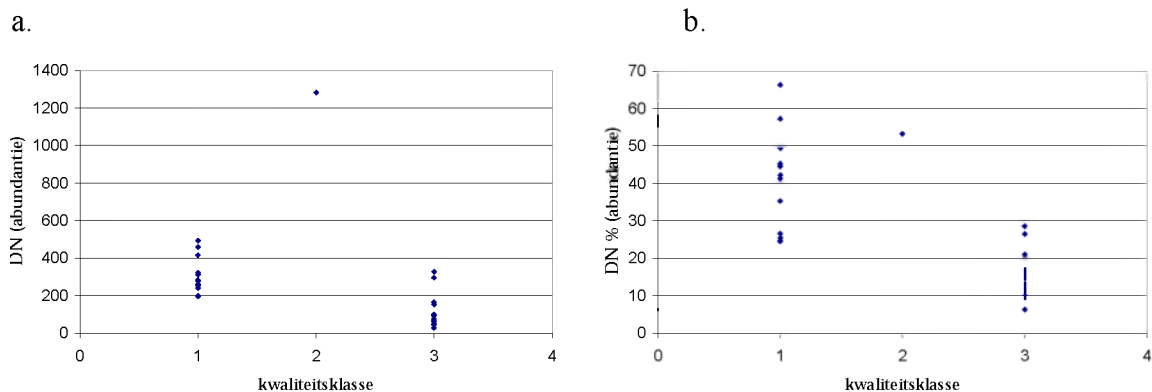 a.
DN (abundantie)
1400
1200
1000
800
600
400
200
0
0 1 2 3 4
kwaliteitsklasse
b.
DN % (abundantie)
70
60
50
40
30
20
10
0
0 1 2 3 4
kwaliteitsklasse